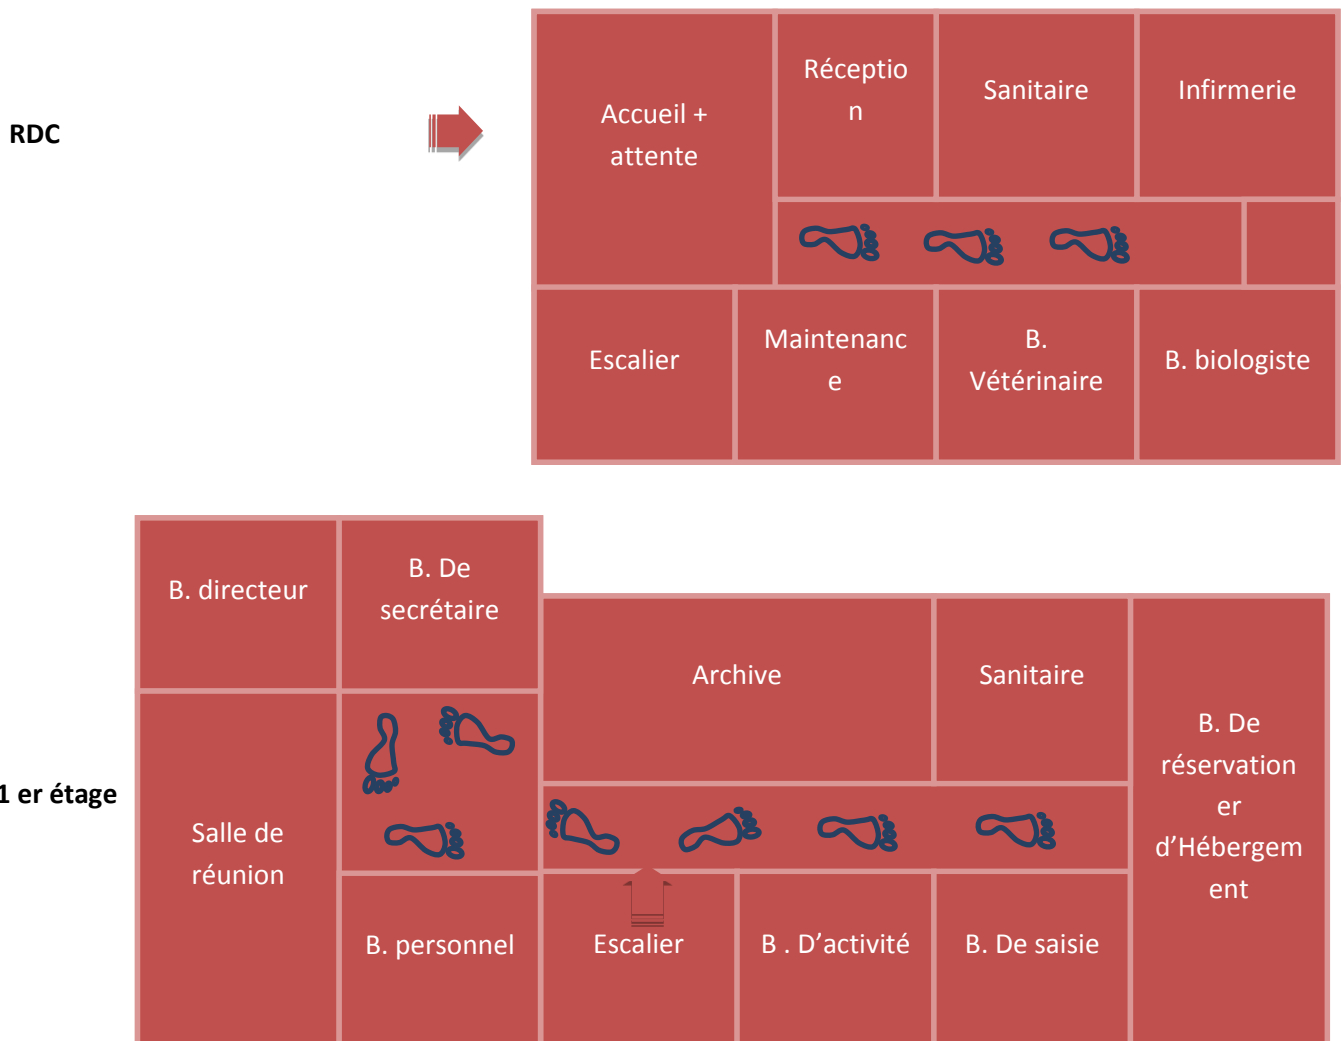 RDC
Accueil +
attente
Réceptio
n
Sanitaire
Infirmerie
Escalier
Maintenanc
e
B.
Vétérinaire
B. biologiste
1 er étage
B. directeur
B. De
secrétaire
Archive
Sanitaire
B. De
réservation
er
d’Hébergem
ent
Salle de
réunion
B. personnel
Escalier
B . D’activité
B. De saisie